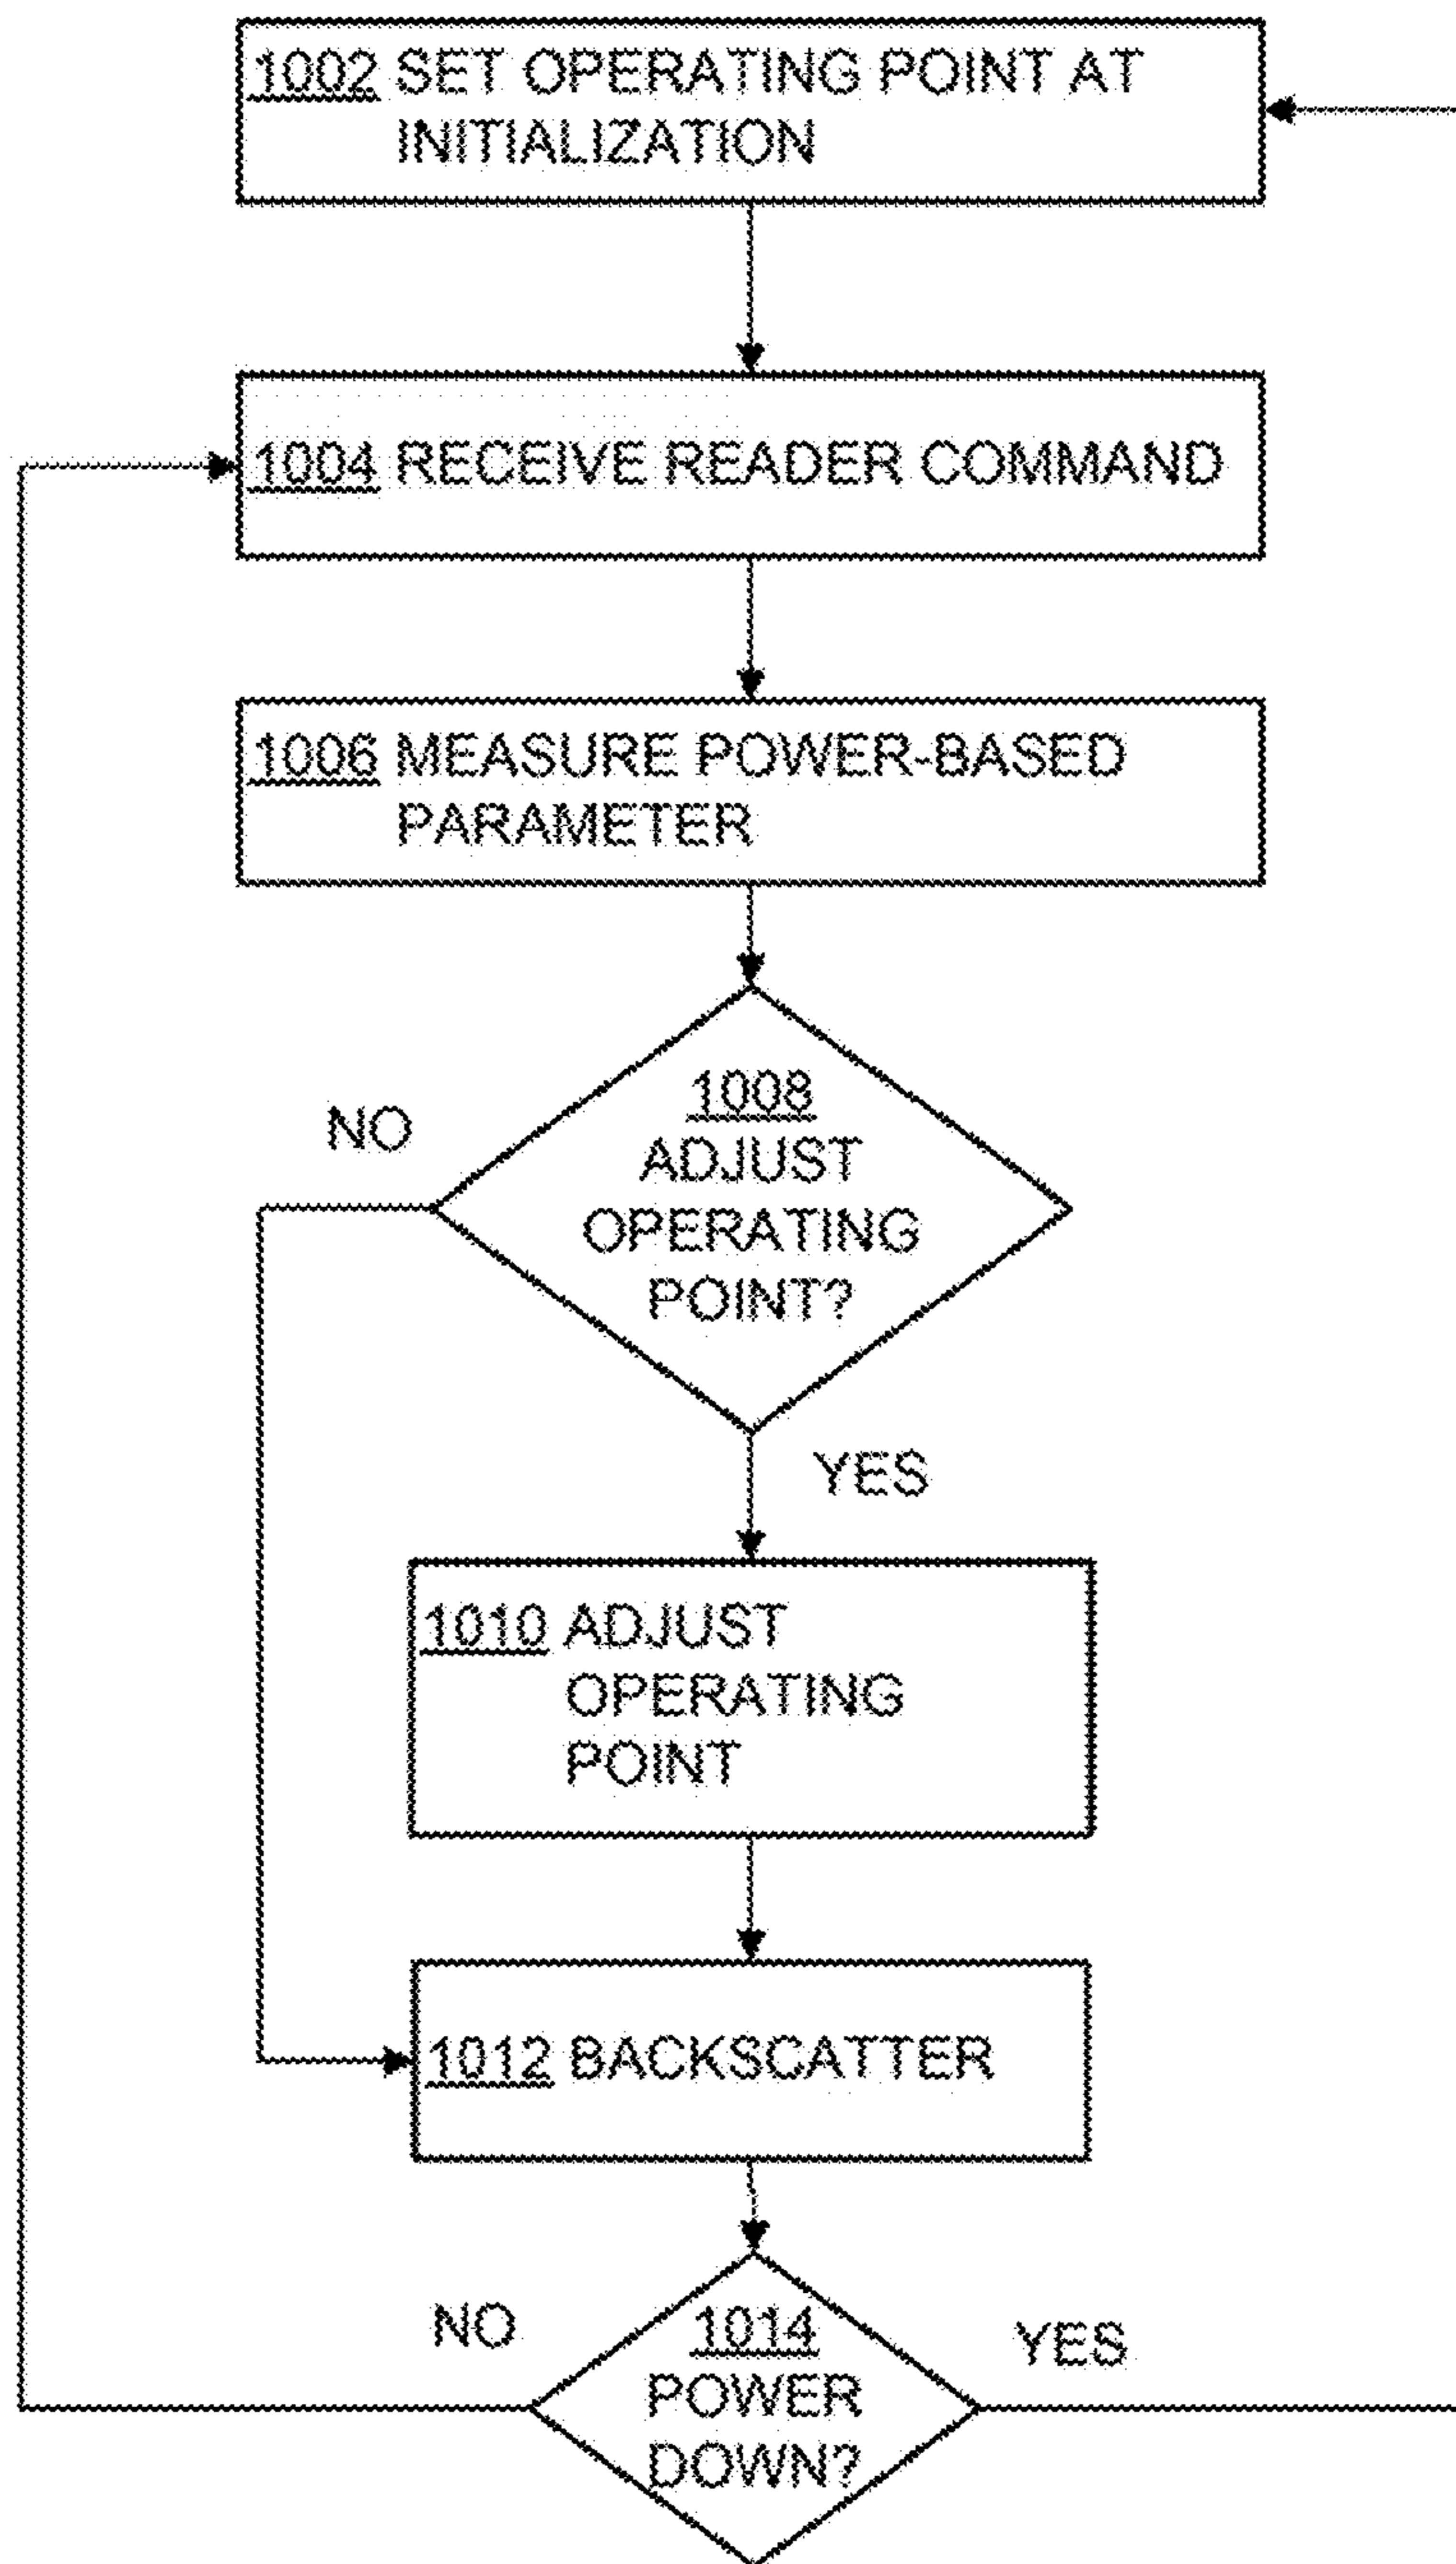 1002 SET OPERATING POINT AT
INITIALIZATION
1004 RECEIVE READER COMMAND
1006 MEASURE POWER-BASED
PARAMETER
1008
ADJUST
OPERATING
POINT?
NO
YES
1010 ADJUST
OPERATING
POINT
1012 BACKSCATTER
1014
POWER
DOWN?
NO
YES